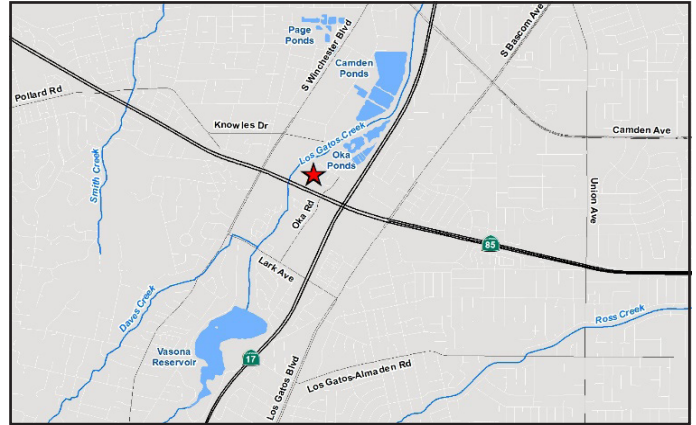 Page
Ponds
S Winchester Blvd
S Bascom Ave
Camden
Ponds
Pollard Rd
Knowles Dr
Los Gatos Creek
Camden Ave
Oka
Ponds
Smith Creek
Union Ave
Oka Rd
85
Lark Ave
Daves Creek
Ross Creek
Vasona
Reservoir
17
Los Gatos Blvd
Los Gatos-Almaden Rd